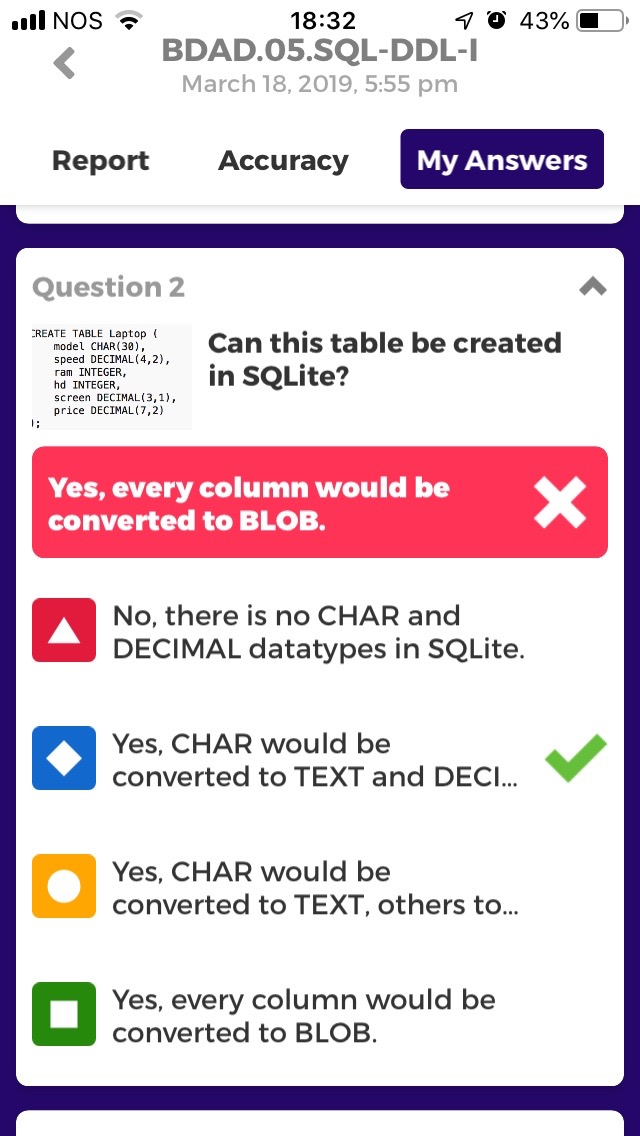 NOS 18:32 43%
BDAD.05.SQL-DDL-I
March 18, 2019, 5:55 pm
Report Accuracy My Answers
Question 2
CREATE TABLE Laptop (
model CHAR(30),
speed DECIMAL(4,2),
ram INTEGER,
hd INTEGER,
screen DECIMAL(3,1),
price DECIMAL(7,2)
);
Can this table be created
in SQLite?
Yes, every column would be
converted to BLOB.
No, there is no CHAR and
DECIMAL datatypes in SQLite.
Yes, CHAR would be
converted to TEXT and DECI...
Yes, CHAR would be
converted to TEXT, others to...
Yes, every column would be
converted to BLOB.